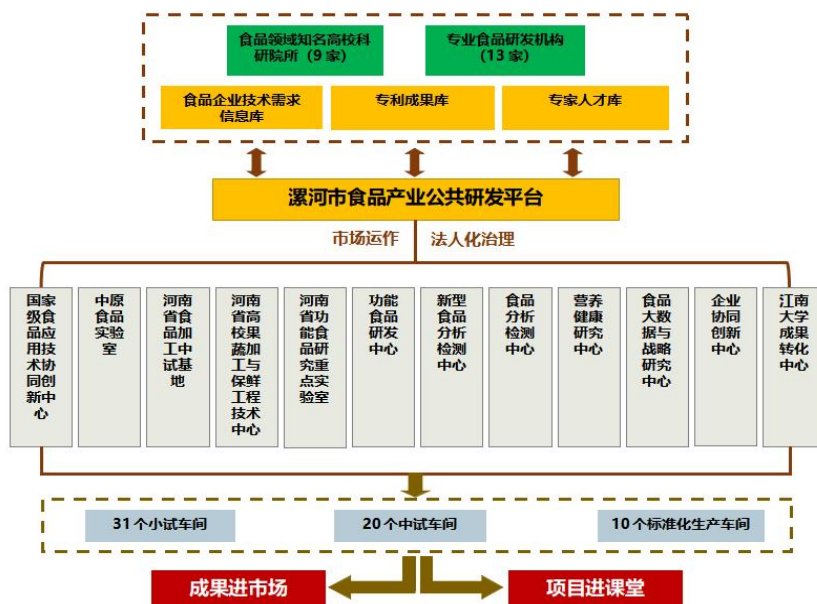 食品领域知名高校科
研院所（9家）
专业食品研发机构
（13家）
食品企业技术需求
信息库
专利成果库
专家人才库
漯河市食品产业公共研发平台
市场运作
法人化治理
国家
级食
品应
用技
术协
同创
新中
心
中原
食品
实验
室
河南
省食
品加
工中
试基
地
河南
省高
校果
蔬加
工与
保鲜
工程
技术
中心
河南
省功
能食
品研
究重
点实
验室
功能
食品
研发
中心
新型
食品
分析
检测
中心
食品
分析
检测
中心
营养
健康
研究
中心
食品
大数
据与
战略
研究
中心
企业
协同
创新
中心
江南
大学
成果
转化
中心
31个小试车间
20个中试车间
10个标准化生产车间
成果进市场
项目进课堂